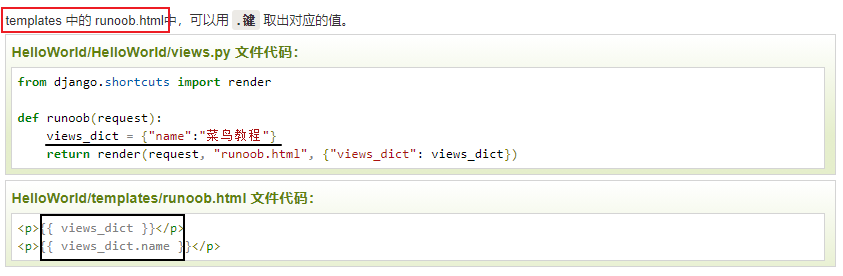 templates 中的 runoob.html中，可以用 .键 取出对应的值。
HelloWorld/HelloWorld/views.py 文件代码：
from django.shortcuts import render
def runoob(request):
views_dict = {"name":"菜鸟教程"}
return render(request, "runoob.html", {"views_dict": views_dict})
HelloWorld/templates/runoob.html 文件代码：
<p>{{ views_dict }}</p>
<p>{{ views_dict.name }}</p>